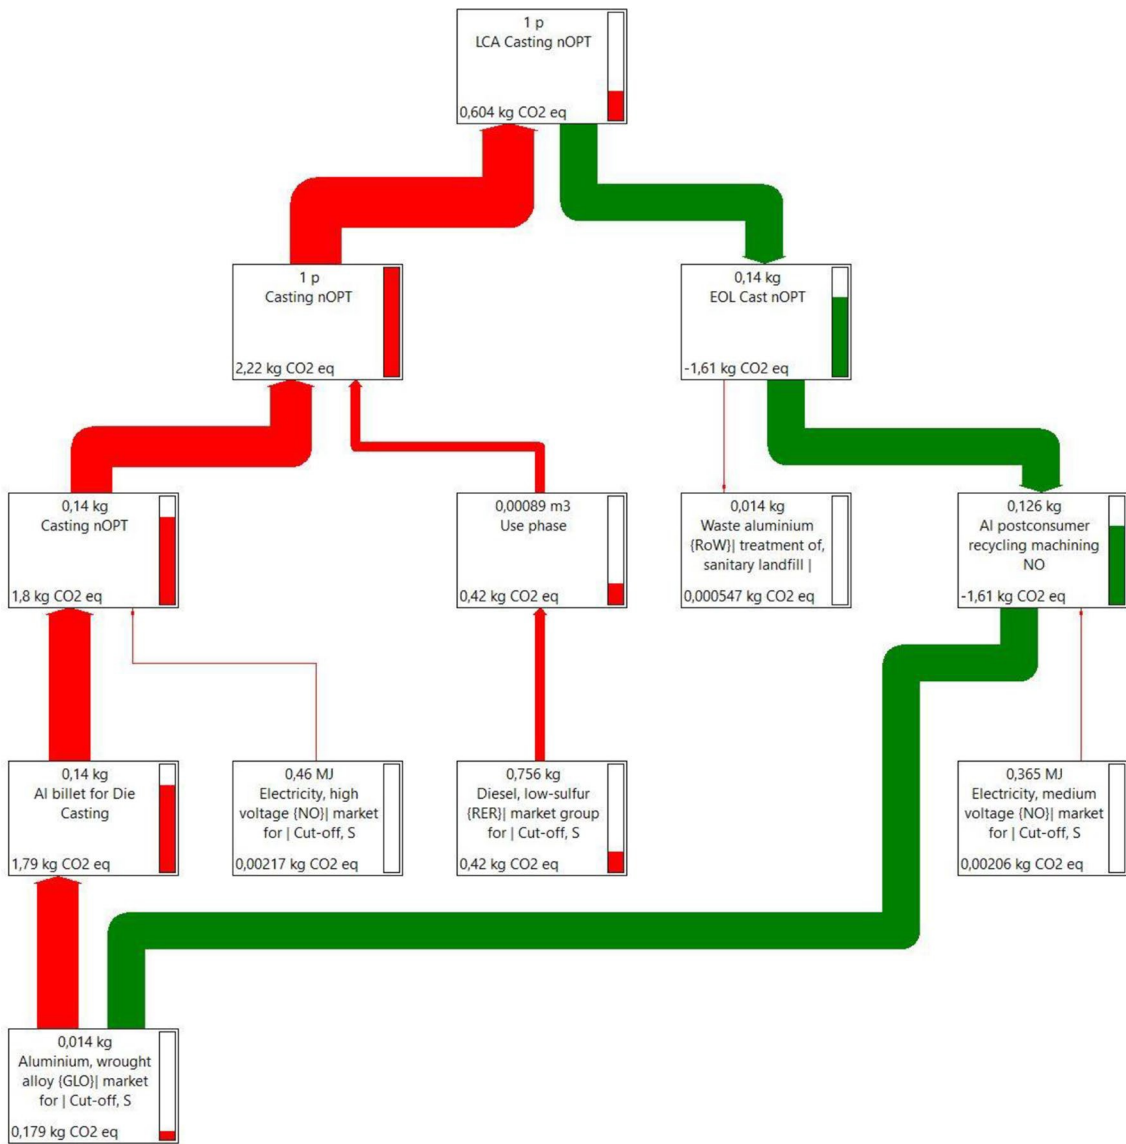 1 p
LCA Casting nOPT
0,604 kg CO2 eq
1 p
Casting nOPT
2,22 kg CO2 eq
0,14 kg
EOL Cast nOPT
-1,61 kg CO2 eq
0,14 kg
Casting nOPT
1,8 kg CO2 eq
0,00089 m3
Use phase
0,42 kg CO2 eq
0,014 kg
Waste aluminium
{RoW}| treatment of,
sanitary landfill |
0,000547 kg CO2 eq
0,126 kg
Al postconsumer
recycling machining
NO
-1,61 kg CO2 eq
0,14 kg
Al billet for Die
Casting
1,79 kg CO2 eq
0,46 MJ
Electricity, high
voltage {NO}| market
for | Cut-off, S
0,00217 kg CO2 eq
0,756 kg
Diesel, low-sulfur
{RER}| market group
for | Cut-off, S
0,42 kg CO2 eq
0,365 MJ
Electricity, medium
voltage {NO}| market
for | Cut-off, S
0,00206 kg CO2 eq
0,014 kg
Aluminium, wrought
alloy {GLO}| market
for | Cut-off, S
0,179 kg CO2 eq